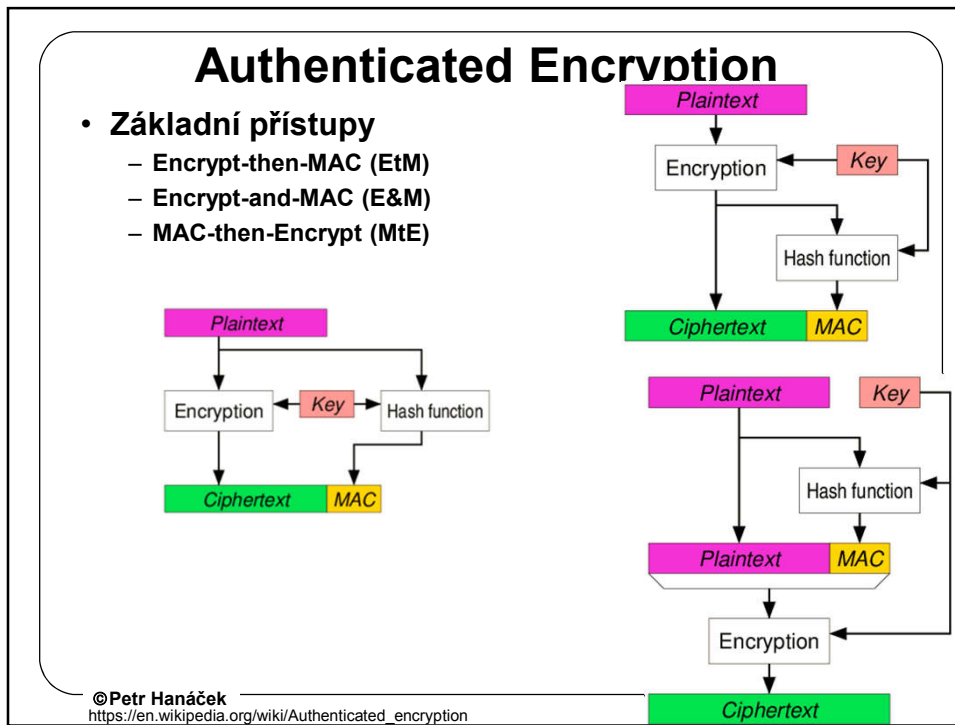 Authenticated Encryption
• Základní přístupy
– Encrypt-then-MAC (EtM)
– Encrypt-and-MAC (E&M)
– MAC-then-Encrypt (MtE)
Plaintext
Encryption
Key
Hash function
Ciphertext
MAC
Plaintext
Encryption
Key
Hash function
Ciphertext
MAC
Plaintext
Key
Hash function
Plaintext
MAC
Encryption
Ciphertext
©Petr Hanáček
https://en.wikipedia.org/wiki/Authenticated_encryption